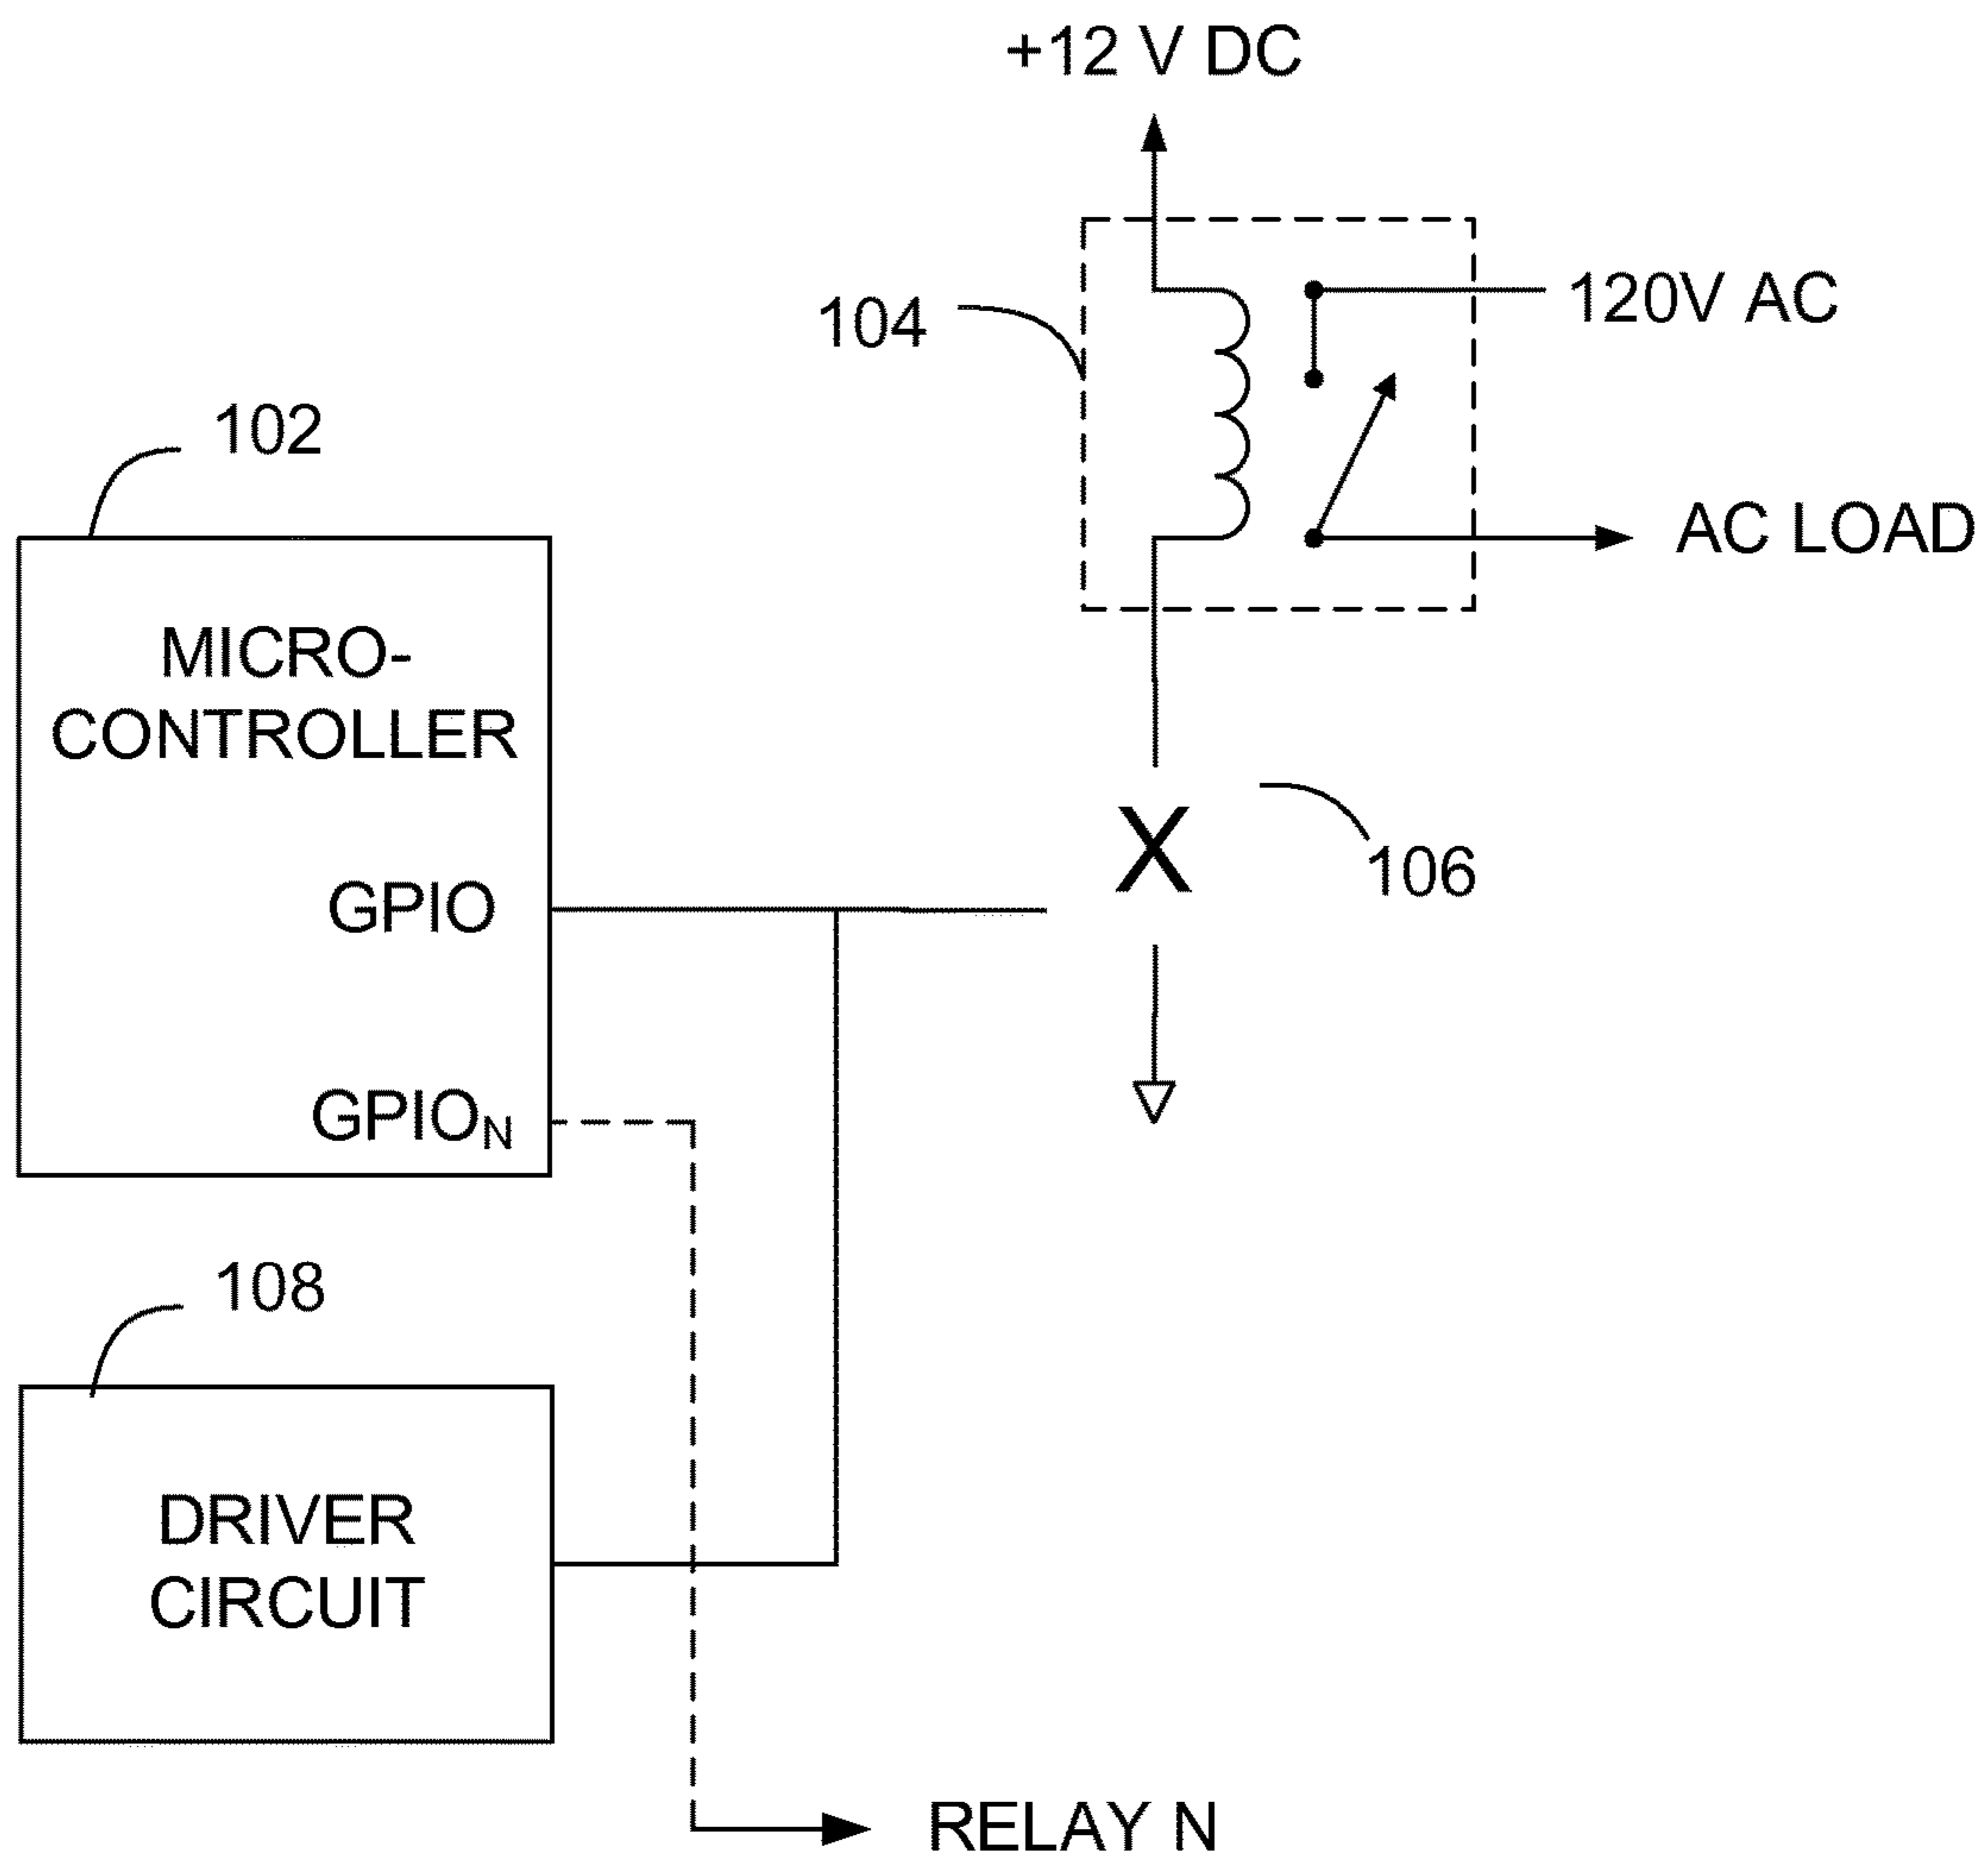 +12 V DC
104
120V AC
102
AC LOAD
MICRO-
CONTROLLER
X
106
GPIO
GPION
108
DRIVER
CIRCUIT
RELAY N